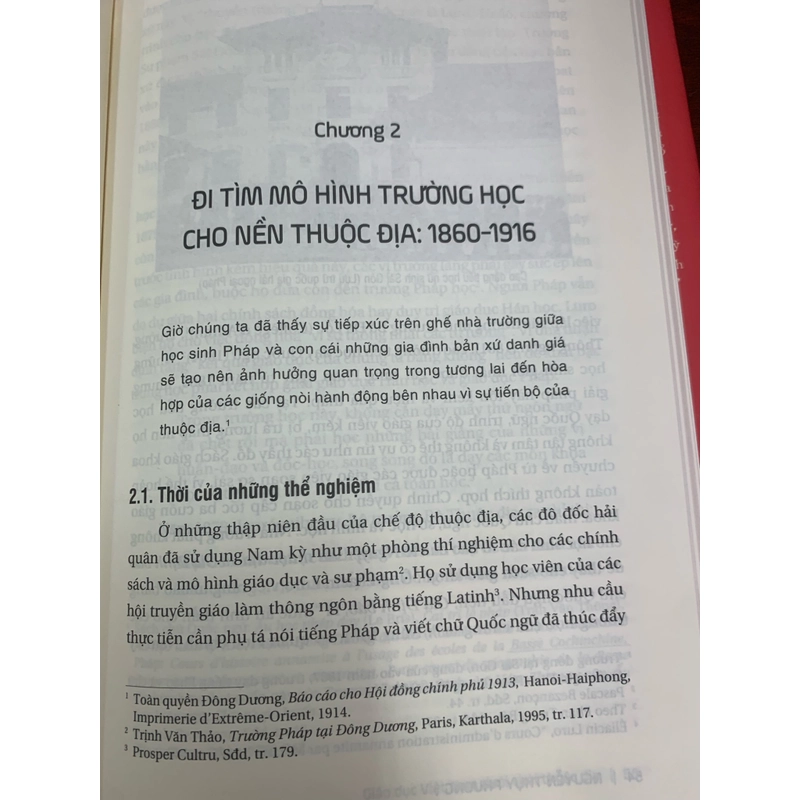 Chương 2
ĐI TÌM MÔ HÌNH TRƯỜNG HỌC
CHO NỀN THUỘC ĐỊA: 1860-1916
Giờ chúng ta đã thấy sự tiếp xúc trên ghế nhà trường giữa
học sinh Pháp và con cái những gia đình bản xứ danh giá
sẽ tạo nên ảnh hưởng quan trọng trong tương lai đến hòa
hợp của các giống nòi hành động bên nhau vì sự tiến bộ của
thuộc địa.¹
2.1. Thời của những thể nghiệm
Ở những thập niên đầu của chế độ thuộc địa, các đô đốc hải
quân đã sử dụng Nam kỳ như một phòng thí nghiệm cho các chính
sách và mô hình giáo dục và sư phạm². Họ sử dụng học viên của các
hội truyền giáo làm thông ngôn bằng tiếng Latinh³. Nhưng nhu cầu
thực tiễn cần phụ tá nói tiếng Pháp và viết chữ Quốc ngữ đã thúc đẩy
¹ Toàn quyền Đông Dương, Báo cáo cho Hội đồng chính phủ 1913, Hanoi-Haiphong,
Imprimerie d'Extrême-Orient, 1914.
² Trịnh Văn Thảo, Trường Pháp tại Đông Dương, Paris, Karthala, 1995, tr. 117.
³ Prosper Cultru, Sđd, tr. 179.